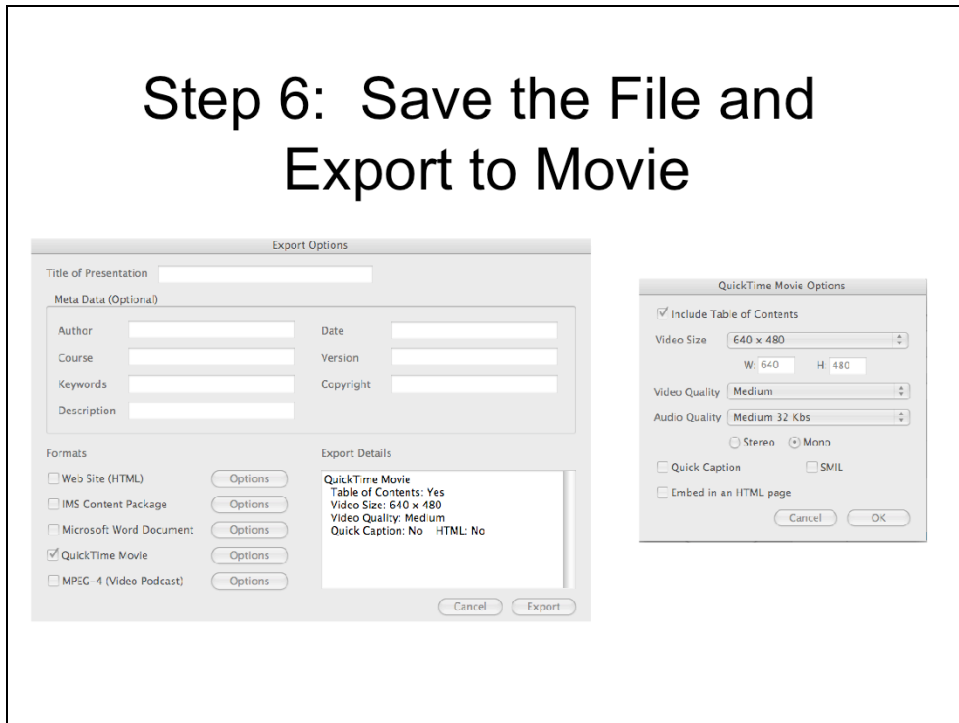 Step 6: Save the File and
Export to Movie
Export Options
Title of Presentation
Meta Data (Optional)
Author
Date
Course
Version
Keywords
Copyright
Description
Formats
Export Details
Web Site (HTML) Options
IMS Content Package Options
Microsoft Word Document Options
QuickTime Movie Options
MPEG-4 (Video Podcast) Options
QuickTime Movie
Table of Contents: Yes
Video Size: 640 x 480
Video Quality: Medium
Quick Caption: No HTML: No
Cancel Export
QuickTime Movie Options
Include Table of Contents
Video Size 640 x 480
W: 640 H: 480
Video Quality Medium
Audio Quality Medium 32 Kbs
Stereo Mono
Quick Caption SMIL
Embed in an HTML page
Cancel OK